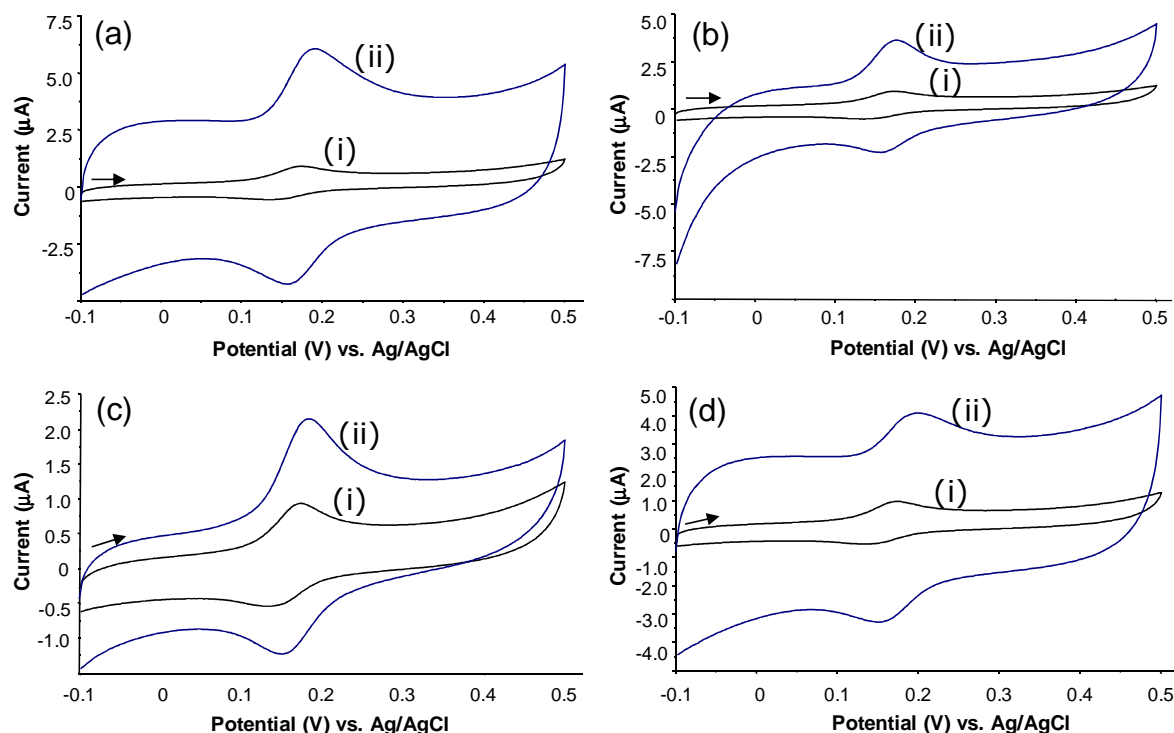 (a)
(ii)
(i)
Current (µA)
7.5
5.0
2.5
0
-2.5
-0.1 0 0.1 0.2 0.3 0.4 0.5
Potential (V) vs. Ag/AgCl
(b)
(ii)
(i)
Current (µA)
5.0
2.5
0
-2.5
-5.0
-7.5
-0.1 0 0.1 0.2 0.3 0.4 0.5
Potential (V) vs. Ag/AgCl
(c)
(ii)
(i)
Current (µA)
2.5
2.0
1.5
1.0
0.5
0
-0.5
-1.0
-0.1 0 0.1 0.2 0.3 0.4 0.5
Potential (V) vs. Ag/AgCl
(d)
(ii)
(i)
Current (µA)
5.0
4.0
3.0
2.0
1.0
0
-1.0
-2.0
-3.0
-4.0
-0.1 0 0.1 0.2 0.3 0.4 0.5
Potential (V) vs. Ag/AgCl